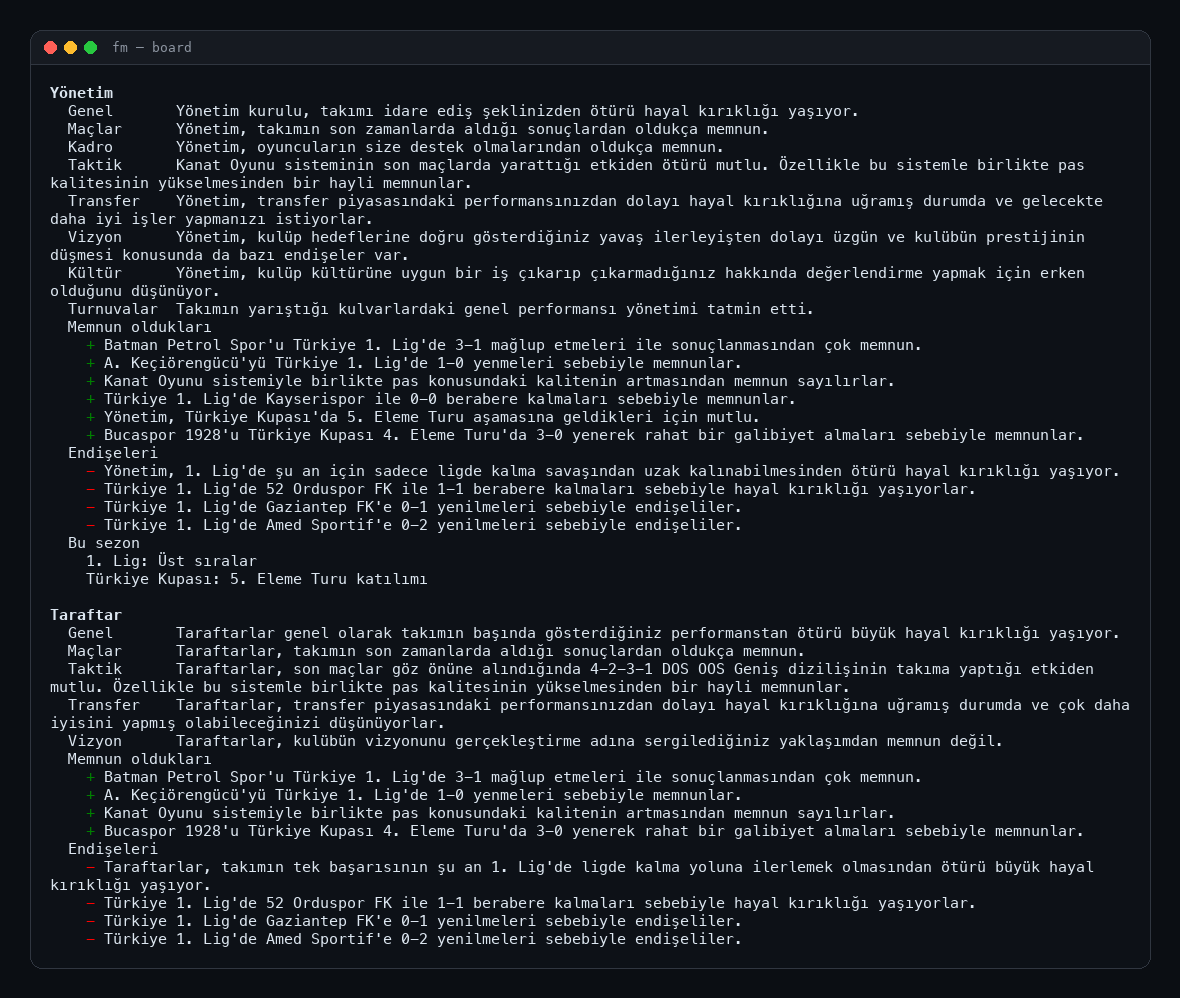 fm — board
Yönetim
Genel Yönetim kurulu, takımı idare ediş şeklinizden ötürü hayal kırıklığı yaşıyor.
Maçlar Yönetim, takımın son zamanlarda aldığı sonuçlardan oldukça memnun.
Kadro Yönetim, oyuncuların size destek olmalarından oldukça memnun.
Taktik Kanat Oyunu sisteminin son maçlarda yarattığı etkiden ötürü mutlu. Özellikle bu sistemle birlikte pas
kalitesinin yükselmesinden bir hayli memnunlar.
Transfer Yönetim, transfer piyasasındaki performansınızdan dolayı hayal kırıklığına uğramış durumda ve gelecekte
daha iyi işler yapmanızı istiyorlar.
Vizyon Yönetim, kulüp hedeflerine doğru gösterdiğiniz yavaş ilerleyişten dolayı üzgün ve kulübün prestijinin
düşmesi konusunda da bazı endişeler var.
Kültür Yönetim, kulüp kültürüne uygun bir iş çıkarıp çıkarmadığınız hakkında değerlendirme yapmak için erken
olduğunu düşünüyor.
Turnuvalar Takımın yarıştığı kulvarlardaki genel performansı yönetimi tatmin etti.
Memnun oldukları
+ Batman Petrol Spor'u Türkiye 1. Lig'de 3–1 mağlup etmeleri ile sonuçlanmasından çok memnun.
+ A. Keçiörengücü'yü Türkiye 1. Lig'de 1–0 yenmeleri sebebiyle memnunlar.
+ Kanat Oyunu sistemiyle birlikte pas konusundaki kalitenin artmasından memnun sayılırlar.
+ Türkiye 1. Lig'de Kayserispor ile 0–0 berabere kalmaları sebebiyle memnunlar.
+ Yönetim, Türkiye Kupası'da 5. Eleme Turu aşamasına geldikleri için mutlu.
+ Bucaspor 1928'u Türkiye Kupası 4. Eleme Turu'da 3–0 yenerek rahat bir galibiyet almaları sebebiyle memnunlar.
Endişeleri
– Yönetim, 1. Lig'de şu an için sadece ligde kalma savaşından uzak kalınabilmesinden ötürü hayal kırıklığı yaşıyor.
– Türkiye 1. Lig'de 52 Orduspor FK ile 1–1 berabere kalmaları sebebiyle hayal kırıklığı yaşıyorlar.
– Türkiye 1. Lig'de Gaziantep FK'e 0–1 yenilmeleri sebebiyle endişeliler.
– Türkiye 1. Lig'de Amed Sportif'e 0–2 yenilmeleri sebebiyle endişeliler.
Bu sezon
1. Lig: Üst sıralar
Türkiye Kupası: 5. Eleme Turu katılımı
Taraftar
Genel Taraftarlar genel olarak takımın başında gösterdiğiniz performanstan ötürü büyük hayal kırıklığı yaşıyor.
Maçlar Taraftarlar, takımın son zamanlarda aldığı sonuçlardan oldukça memnun.
Taktik Taraftarlar, son maçlar göz önüne alındığında 4–2–3–1 DOS OOS Geniş dizilişinin takıma yaptığı etkiden
mutlu. Özellikle bu sistemle birlikte pas kalitesinin yükselmesinden bir hayli memnunlar.
Transfer Taraftarlar, transfer piyasasındaki performansınızdan dolayı hayal kırıklığına uğramış durumda ve çok daha
iyisini yapmış olabileceğinizi düşünüyorlar.
Vizyon Taraftarlar, kulübün vizyonunu gerçekleştirme adına sergilediğiniz yaklaşımdan memnun değil.
Memnun oldukları
+ Batman Petrol Spor'u Türkiye 1. Lig'de 3–1 mağlup etmeleri ile sonuçlanmasından çok memnun.
+ A. Keçiörengücü'yü Türkiye 1. Lig'de 1–0 yenmeleri sebebiyle memnunlar.
+ Kanat Oyunu sistemiyle birlikte pas konusundaki kalitenin artmasından memnun sayılırlar.
+ Bucaspor 1928'u Türkiye Kupası 4. Eleme Turu'da 3–0 yenerek rahat bir galibiyet almaları sebebiyle memnunlar.
Endişeleri
– Taraftarlar, takımın tek başarısının şu an 1. Lig'de ligde kalma yoluna ilerlemek olmasından ötürü büyük hayal
kırıklığı yaşıyor.
– Türkiye 1. Lig'de 52 Orduspor FK ile 1–1 berabere kalmaları sebebiyle hayal kırıklığı yaşıyorlar.
– Türkiye 1. Lig'de Gaziantep FK'e 0–1 yenilmeleri sebebiyle endişeliler.
– Türkiye 1. Lig'de Amed Sportif'e 0–2 yenilmeleri sebebiyle endişeliler.